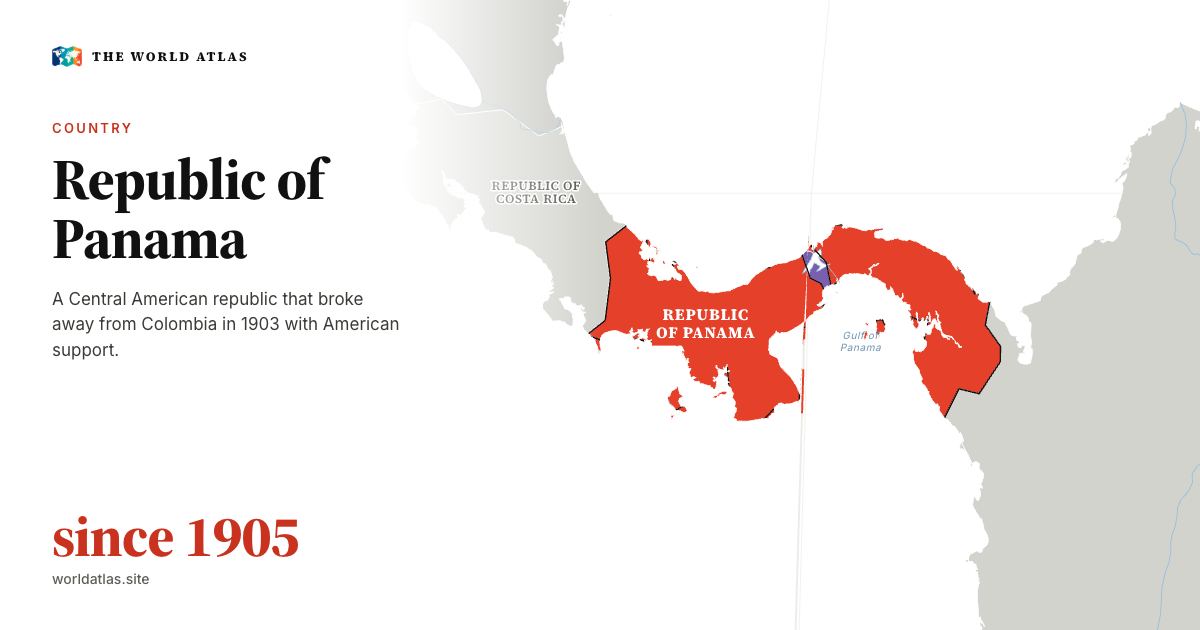 THE WORLD ATLAS
COUNTRY
Republic of
Panama
A Central American republic that broke
away from Colombia in 1903 with American
support.
since 1905
worldatlas.site
REPUBLIC OF
COSTA RICA
REPUBLIC
OF PANAMA
Gulf of
Panama